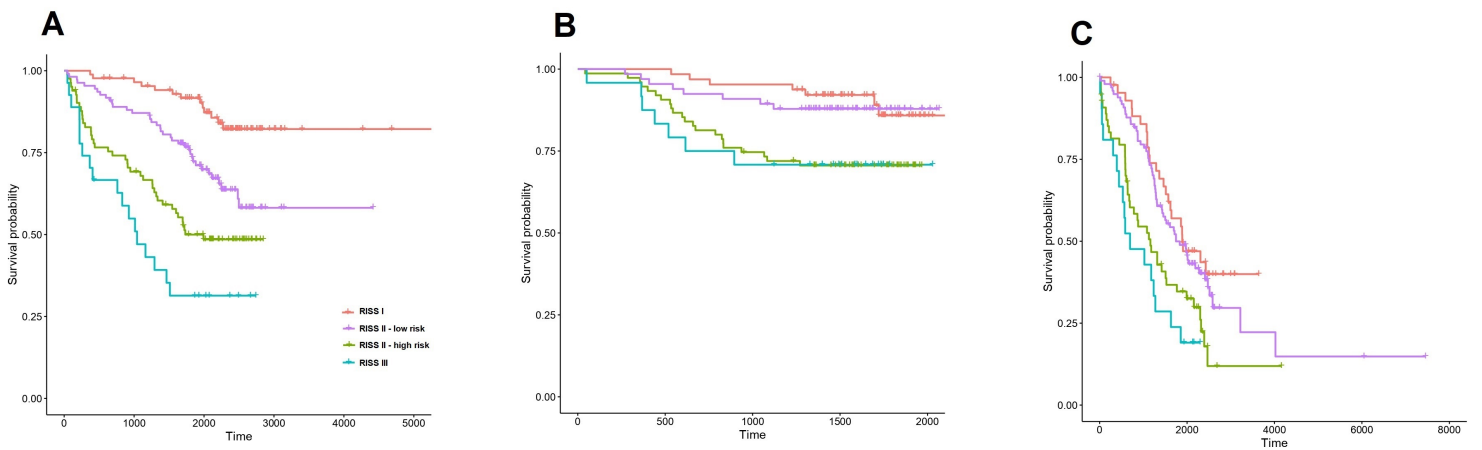 A
Survival probability
1.00
0.75
0.50
0.25
0.00
0
1000
2000
3000
4000
5000
Time
RISS I
RISS II - low risk
RISS II - high risk
RISS III
B
Survival probability
1.00
0.75
0.50
0.25
0.00
0
500
1000
1500
2000
Time
C
Survival probability
1.00
0.75
0.50
0.25
0.00
0
2000
4000
6000
8000
Time